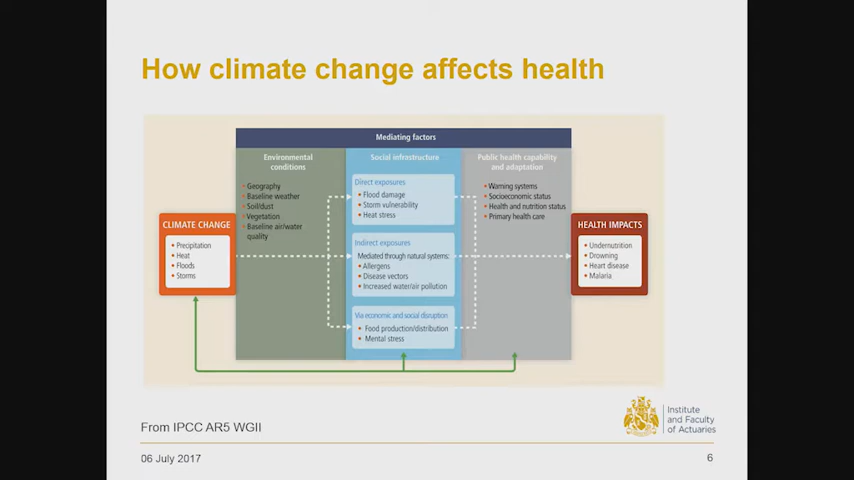 How climate change affects health
Mediating factors
Environmental
conditions
• Geography
• Baseline weather
• Soil/dust
• Vegetation
• Baseline air/water
quality
Social infrastructure
Public health capability
and adaptation
• Warning systems
• Socioeconomic status
• Health and nutrition status
• Primary health care
Direct exposures
• Flood damage
• Storm vulnerability
• Heat stress
Indirect exposures
Mediated through natural systems:
• Allergens
• Disease vectors
• Increased water/air pollution
Via economic and social disruption
• Food production/distribution
• Mental stress
CLIMATE CHANGE
• Precipitation
• Heat
• Floods
• Storms
HEALTH IMPACTS
• Undernutrition
• Drowning
• Heart disease
• Malaria
From IPCC AR5 WGII
Institute
and Faculty
of Actuaries
06 July 2017
6